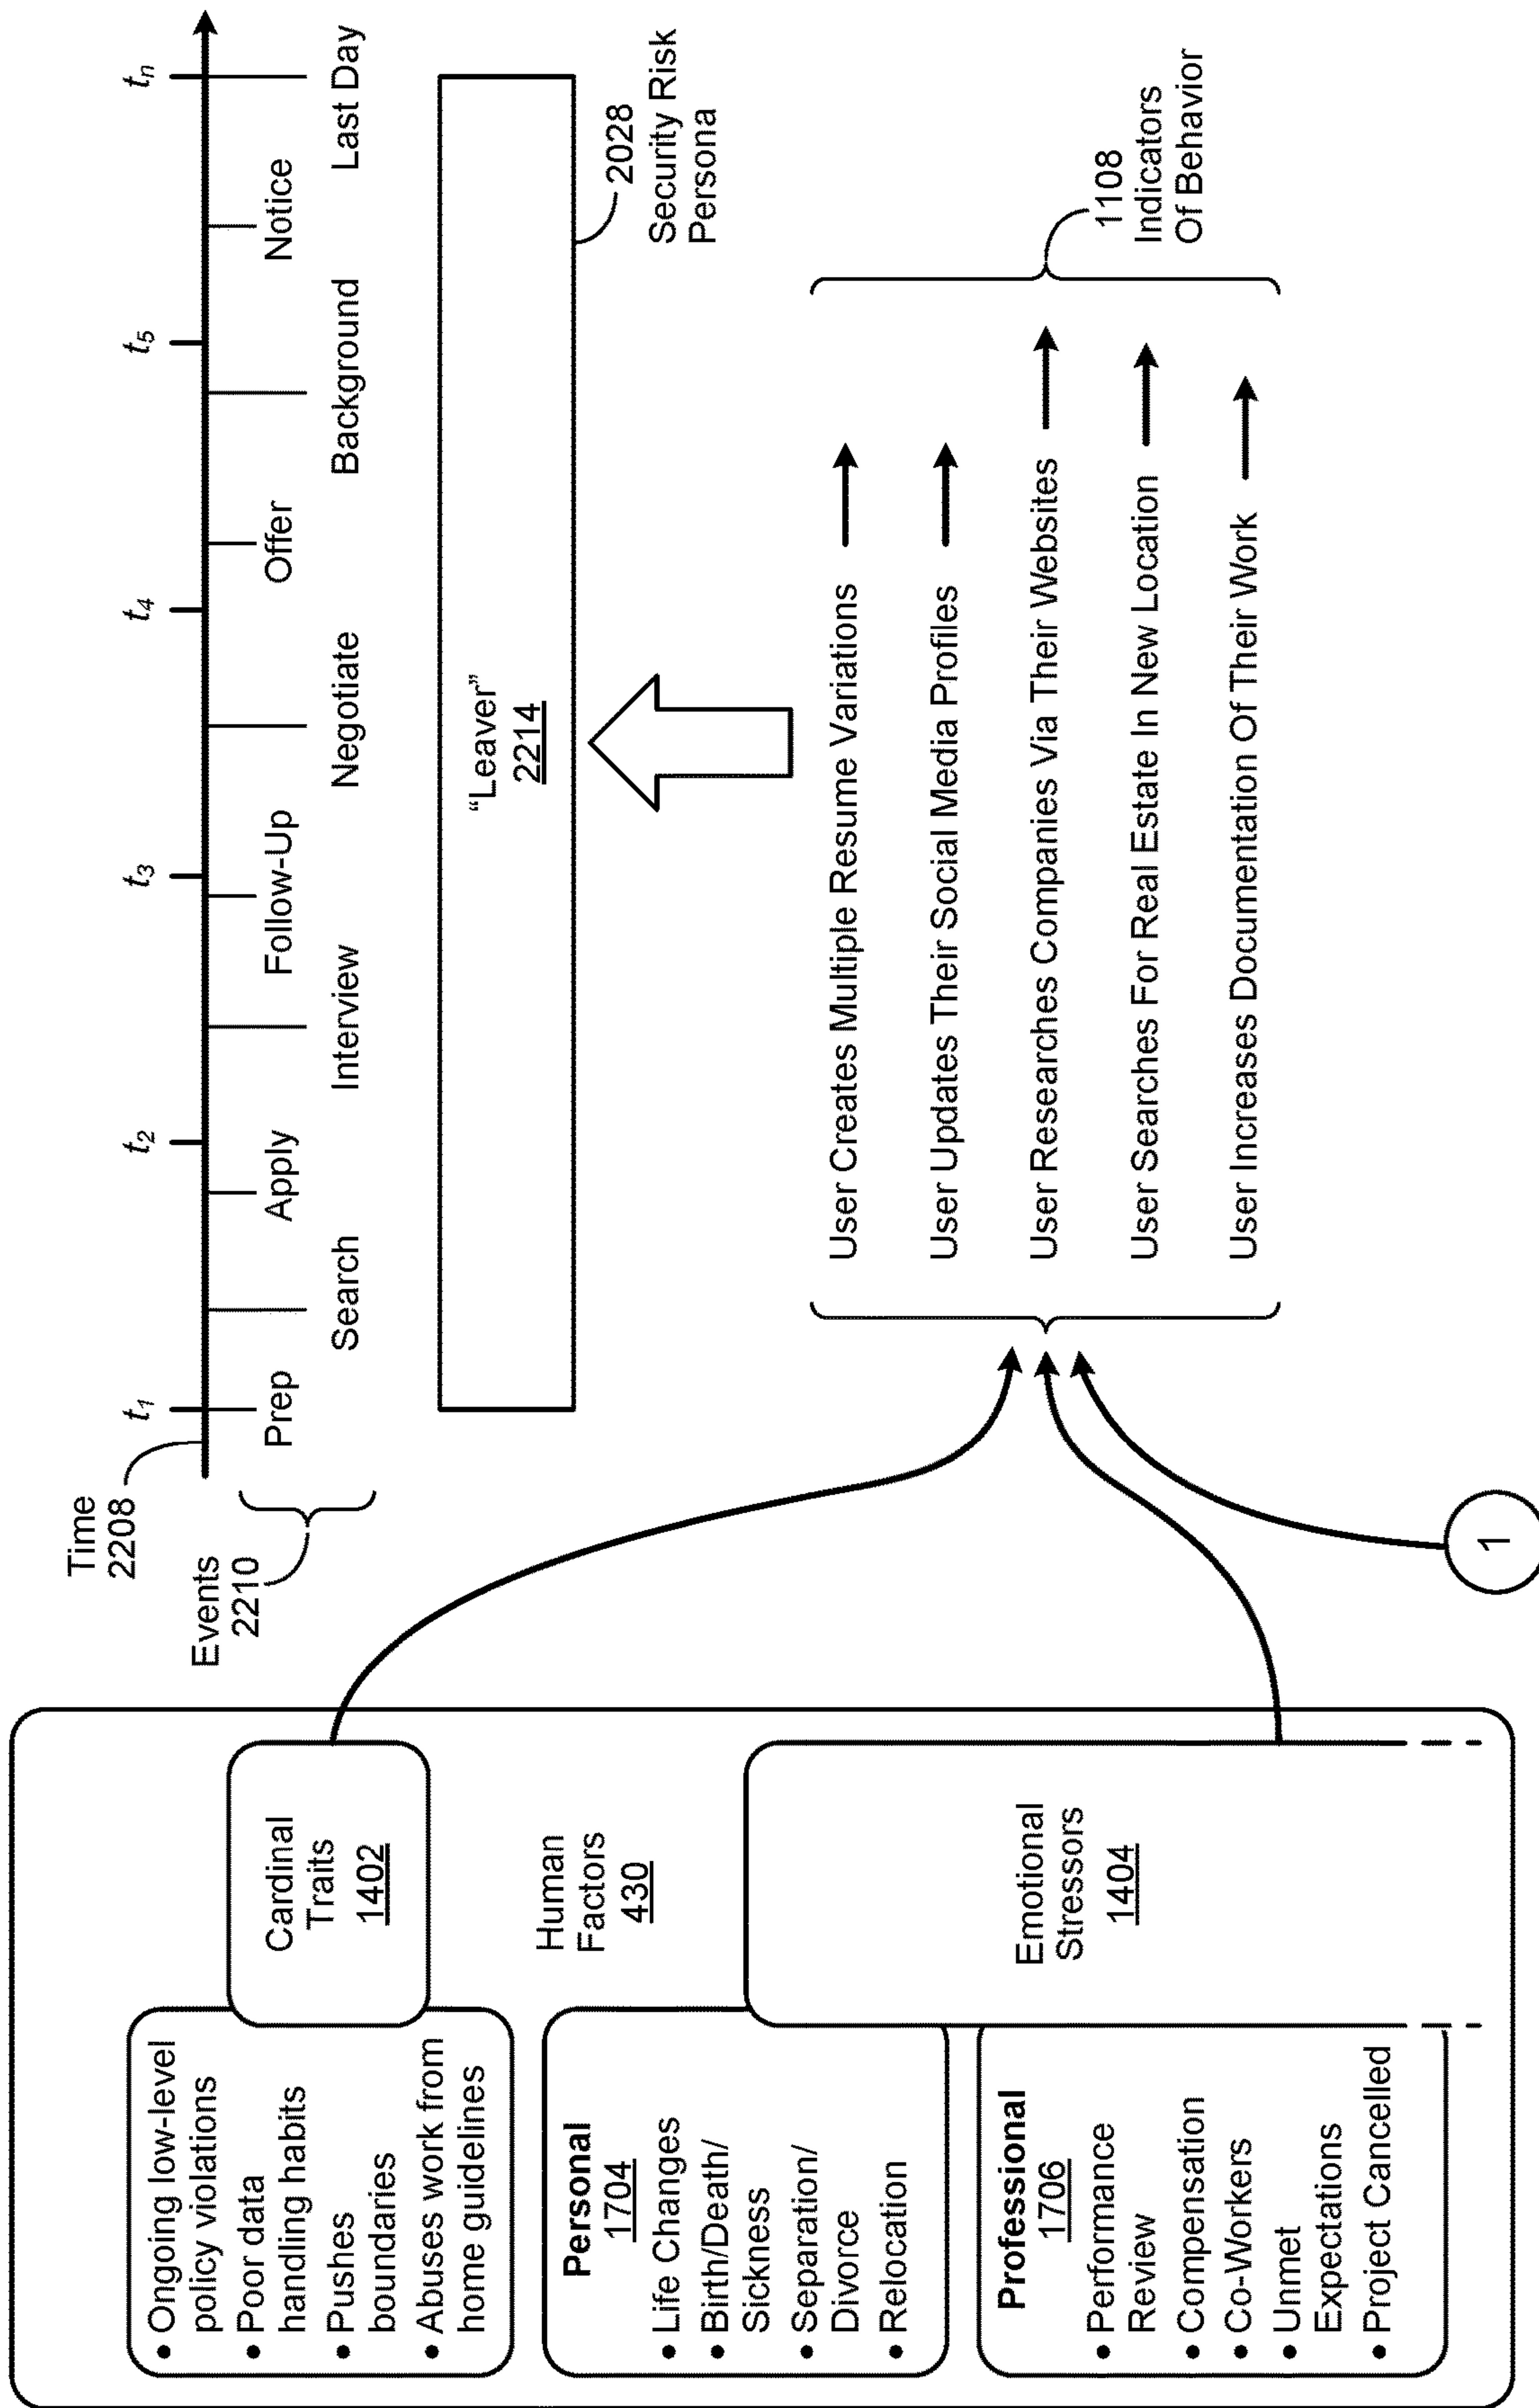 Time
2208
t1
t2
t3
t4
t5
tn
Events
2210
Prep
Search
Apply
Interview
Follow-Up
Negotiate
Offer
Background
Notice
Last Day
“Leaver”
2214
2028
Security Risk
Persona
• Ongoing low-level
policy violations
• Poor data
handling habits
• Pushes
boundaries
• Abuses work from
home guidelines
Cardinal
Traits
1402
Human
Factors
430
Personal
1704
• Life Changes
• Birth/Death/
Sickness
• Separation/
Divorce
• Relocation
Professional
1706
• Performance
Review
• Compensation
• Co-Workers
• Unmet
Expectations
• Project Cancelled
Emotional
Stressors
1404
User Creates Multiple Resume Variations
User Updates Their Social Media Profiles
User Researches Companies Via Their Websites
User Searches For Real Estate In New Location
User Increases Documentation Of Their Work
1108
Indicators
Of Behavior
1